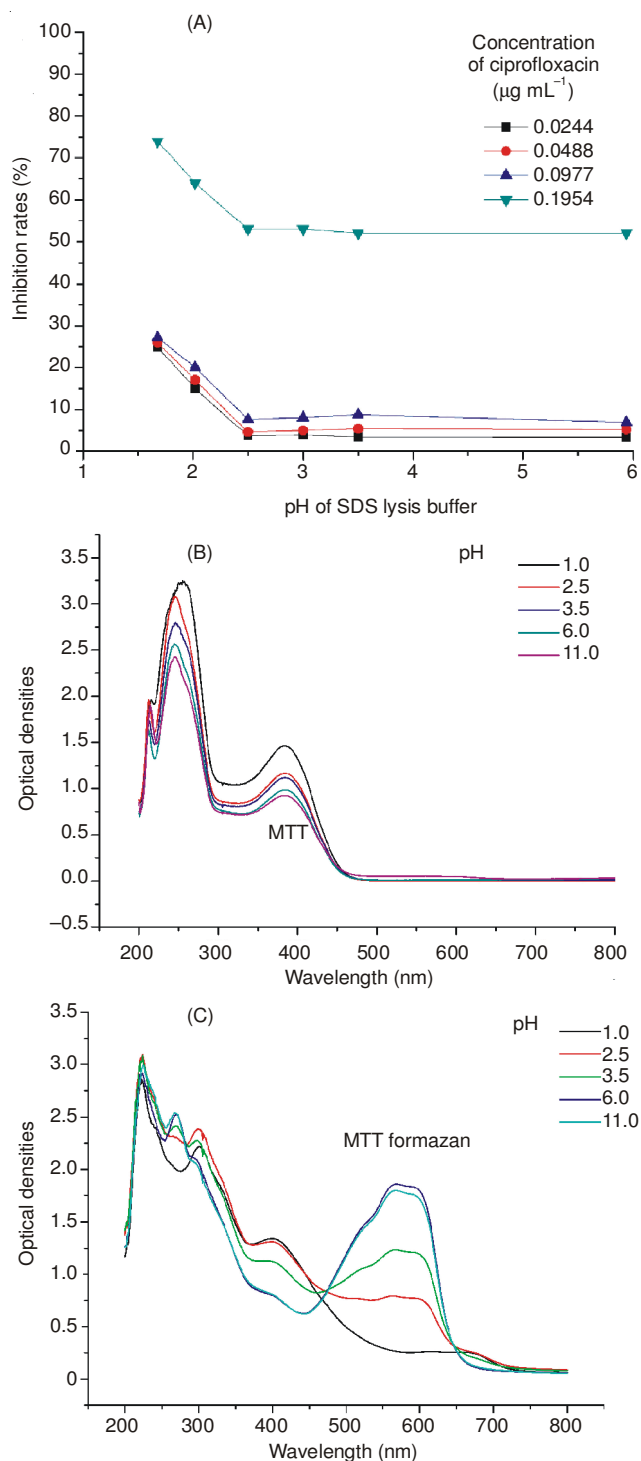 (A)
Concentration
of ciprofloxacin
(µg mL⁻¹)
0.0244
0.0488
0.0977
0.1954
100
90
80
70
60
50
40
30
20
10
0
Inhibition rates (%)
1 2 3 4 5 6
pH of SDS lysis buffer
(B)
pH
1.0
2.5
3.5
6.0
11.0
3.5
3.0
2.5
2.0
1.5
1.0
0.5
0.0
–0.5
Optical densities
MTT
200 300 400 500 600 700 800
Wavelength (nm)
(C)
pH
1.0
2.5
3.5
6.0
11.0
3.5
3.0
2.5
2.0
1.5
1.0
0.5
0
Optical densities
MTT formazan
200 300 400 500 600 700 800
Wavelength (nm)